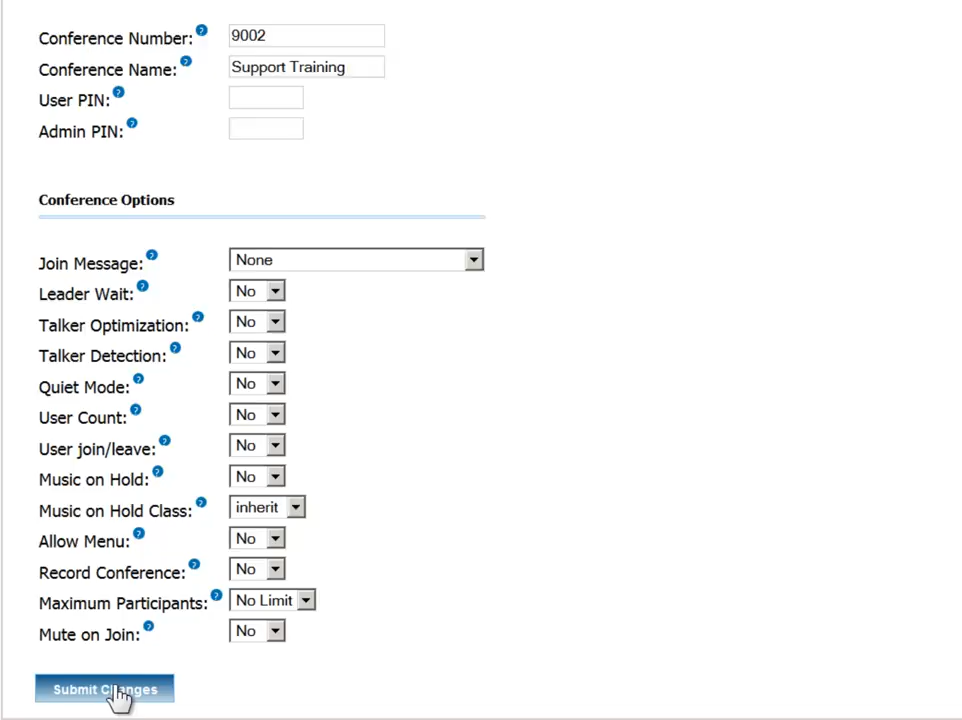 Conference Number: ? 9002
Conference Name: ? Support Training
User PIN: ?
Admin PIN: ?
Conference Options
Join Message: ? None
Leader Wait: ? No
Talker Optimization: ? No
Talker Detection: ? No
Quiet Mode: ? No
User Count: ? No
User join/leave: ? No
Music on Hold: ? No
Music on Hold Class: ? inherit
Allow Menu: ? No
Record Conference: ? No
Maximum Participants: ? No Limit
Mute on Join: ? No
Submit Changes